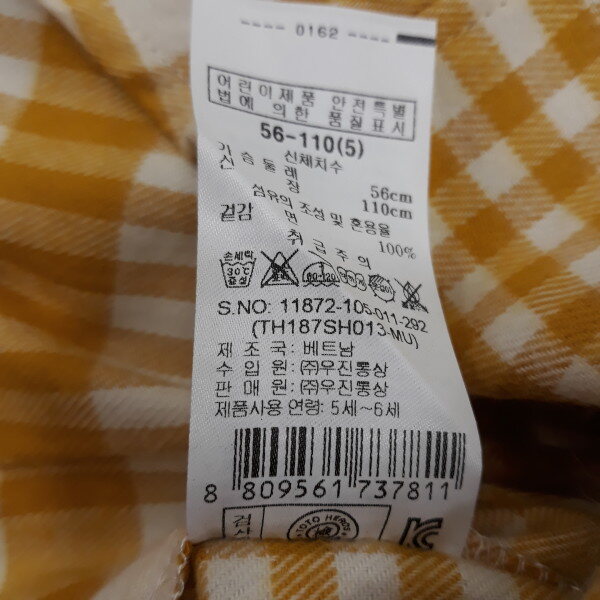 ---- 0162 ----
어린이제품 안전특별
법에 의한 품질표시
56-110(5)
신체치수
가슴둘레 56cm
신 정 110cm
섬유의 조성 및 혼용율
겉감 면 100%
취급주의
손세탁
30℃
중성
S.NO: 11872-105-011-292
(TH187SH013-MU)
제 조 국: 베트남
수 입 원: ㈜우진통상
판 매 원: ㈜우진통상
제품사용 연령: 5세~6세
8 809561 737811
TOTO HEROS